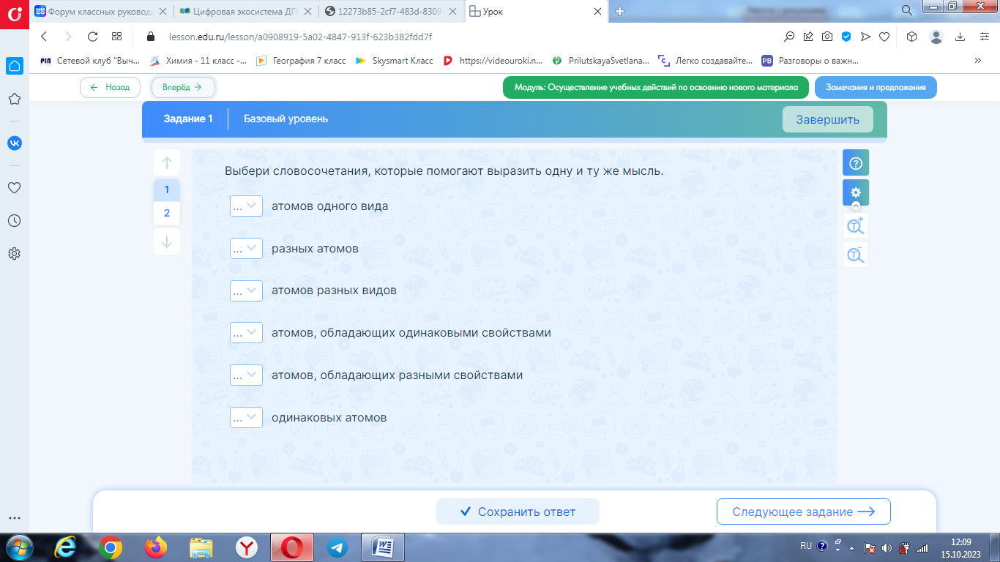 Форум классных руковод
Цифровая экосистема ДП
12273b85-2cf7-483d-8309
Урок
lesson.edu.ru/lesson/a0908919-5a02-4847-913f-623b382fdd7f
Сетевой клуб "Выч...
Химия - 11 класс -...
География 7 класс
Skysmart Класс
https://videouroki.n...
PrilutskayaSvetlana...
Легко создавайте...
Разговоры о важн...
Назад
Вперёд
Модуль: Осуществление учебных действий по освоению нового материала
Замечания и предложения
Задание 1
Базовый уровень
Завершить
1
2
Выбери словосочетания, которые помогают выразить одну и ту же мысль.
... атомов одного вида
... разных атомов
... атомов разных видов
... атомов, обладающих одинаковыми свойствами
... атомов, обладающих разными свойствами
... одинаковых атомов
Сохранить ответ
Следующее задание
RU
12:09
15.10.2023